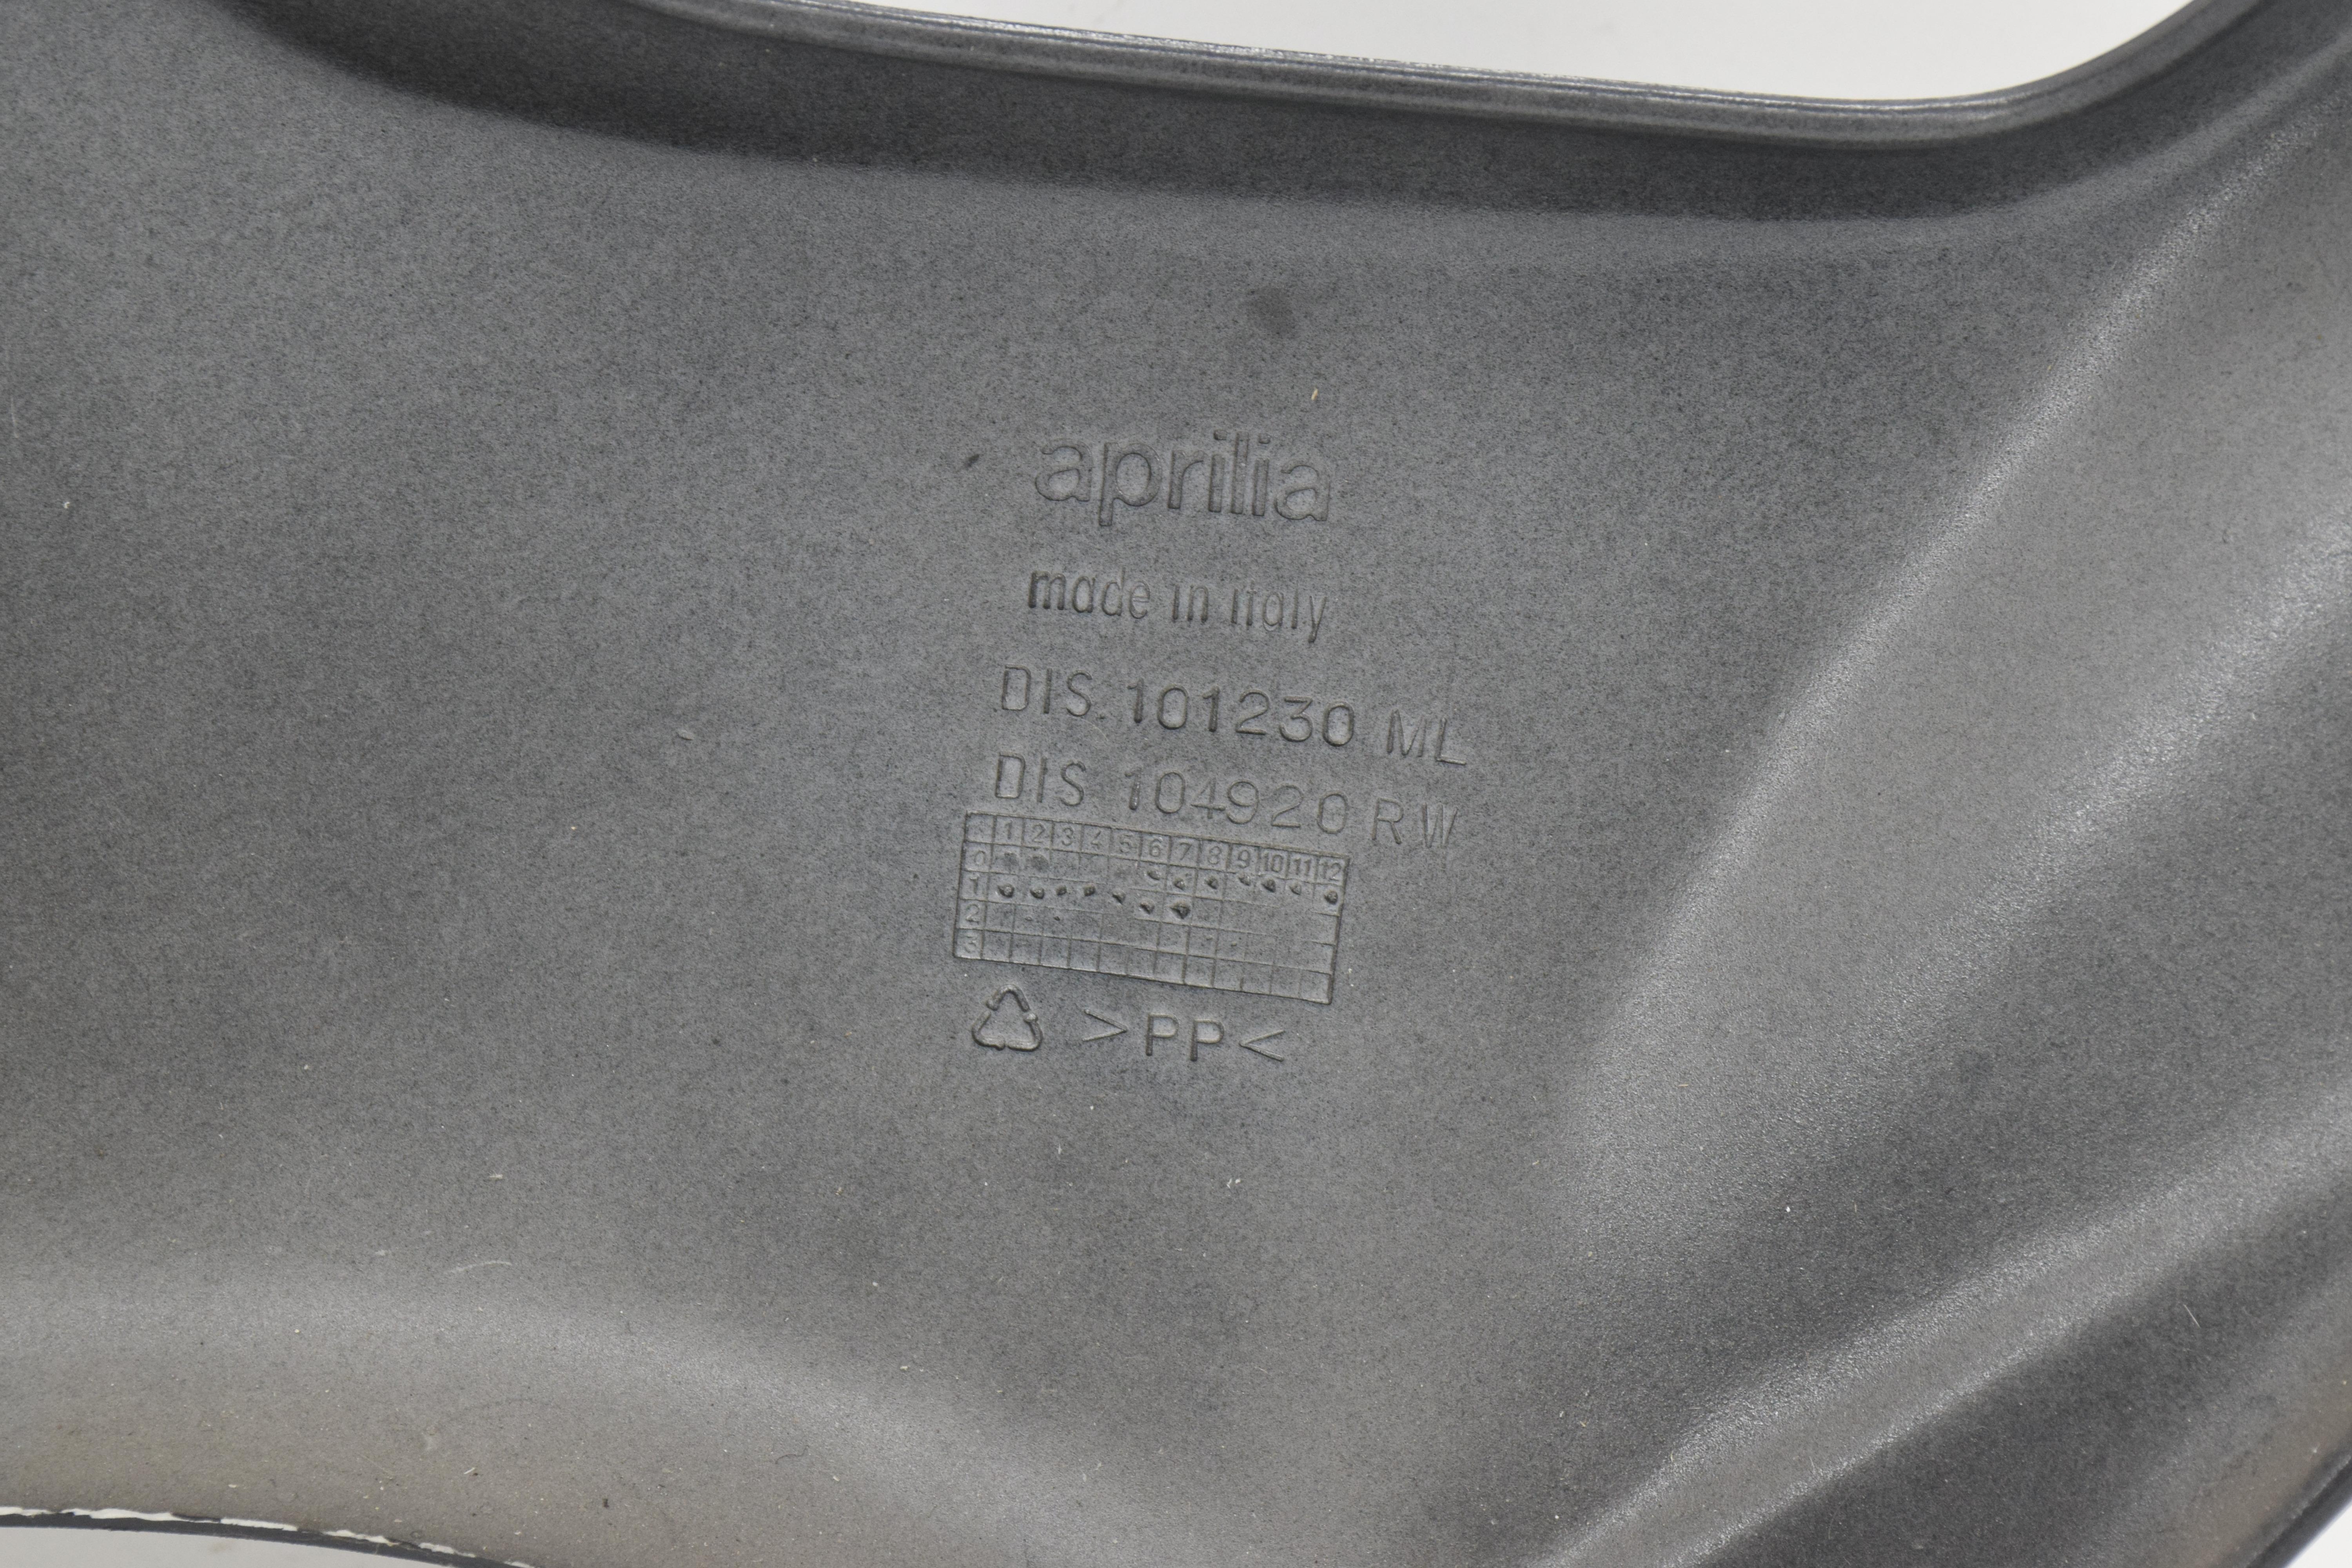 aprilia
made in italy
DIS. 101230 ML
DIS 104920 RW
1 2 3 4 5 6 7 8 9 10 11 12
0
1
2
3
>PP<